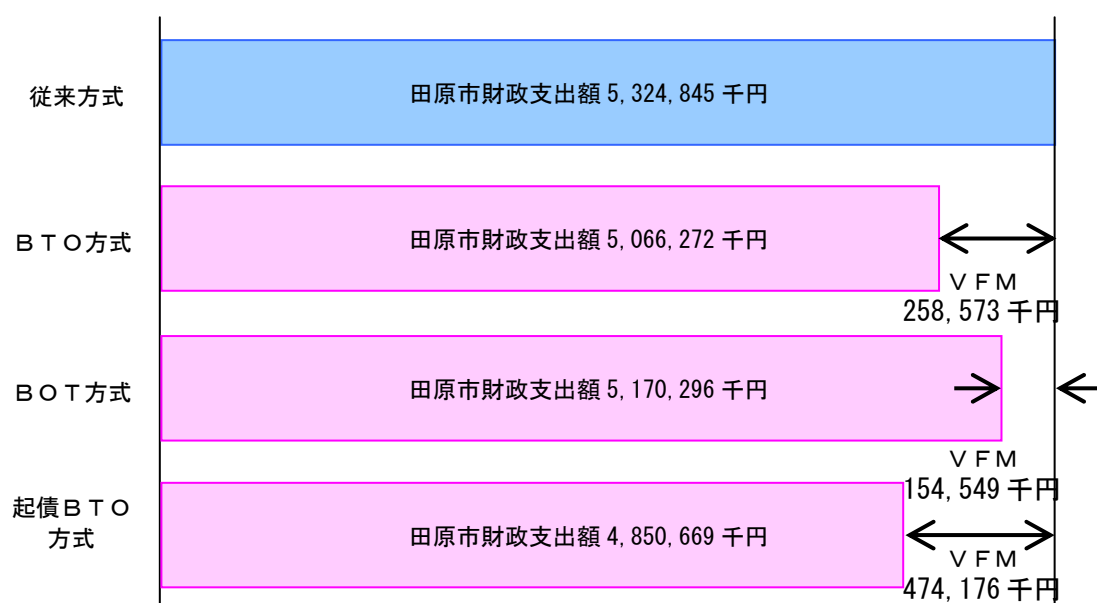 従来方式
田原市財政支出額 5,324,845 千円
ＢＴＯ方式
田原市財政支出額 5,066,272 千円
ＶＦＭ
258,573 千円
ＢＯＴ方式
田原市財政支出額 5,170,296 千円
ＶＦＭ
154,549 千円
起債ＢＴＯ
方式
田原市財政支出額 4,850,669 千円
ＶＦＭ
474,176 千円